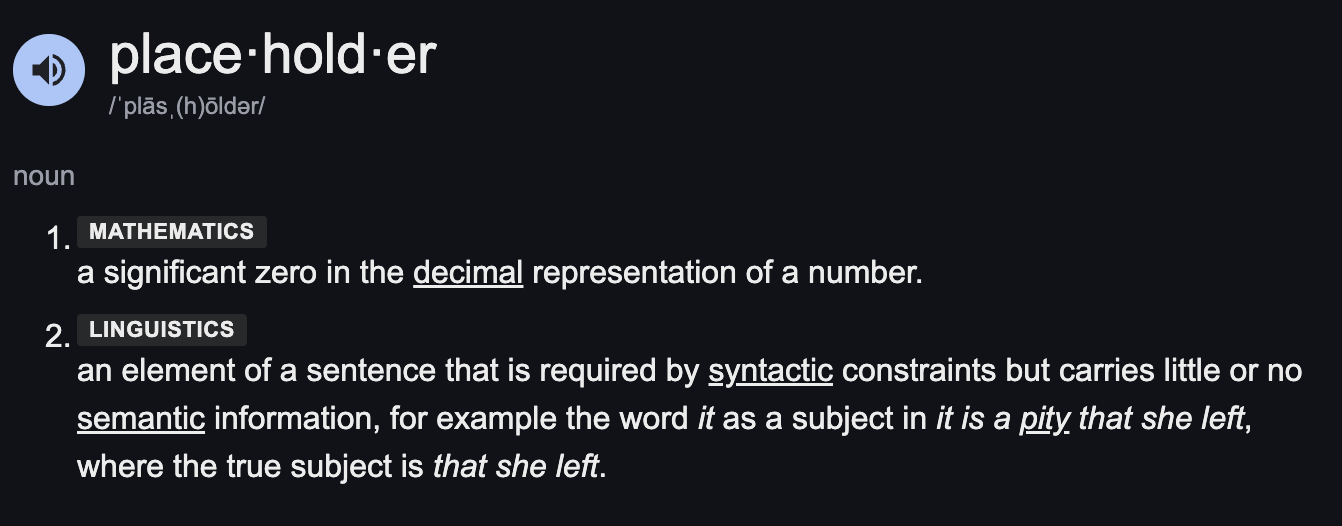 place·hold·er
/ˈplāsˌ(h)ōldər/
noun
1. MATHEMATICS
a significant zero in the decimal representation of a number.
2. LINGUISTICS
an element of a sentence that is required by syntactic constraints but carries little or no
semantic information, for example the word it as a subject in it is a pity that she left,
where the true subject is that she left.